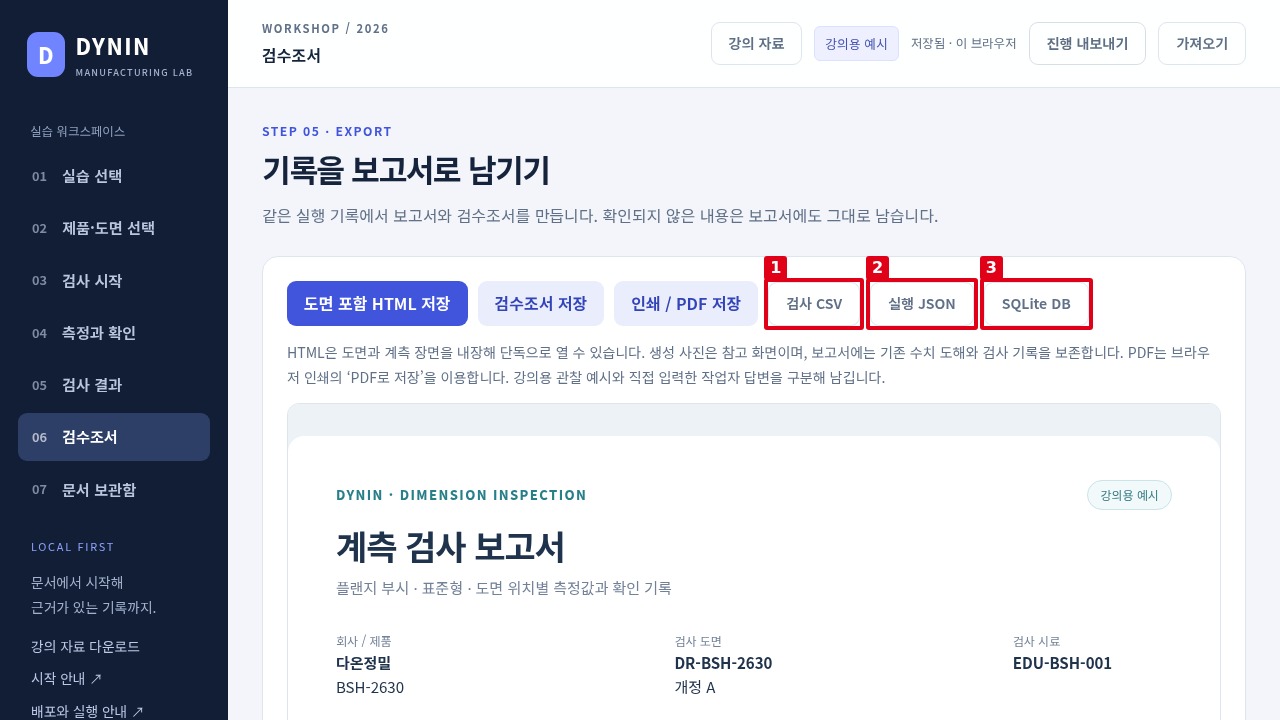 D
DYNIN
MANUFACTURING LAB
실습 워크스페이스
01 실습 선택
02 제품·도면 선택
03 검사 시작
04 측정과 확인
05 검사 결과
06 검수조서
07 문서 보관함
LOCAL FIRST
문서에서 시작해
근거가 있는 기록까지.
강의 자료 다운로드
시작 안내 ↗
배포와 실행 안내 ↗
WORKSHOP / 2026
검수조서
강의 자료
강의용 예시
저장됨 · 이 브라우저
진행 내보내기
가져오기
STEP 05 · EXPORT
기록을 보고서로 남기기
같은 실행 기록에서 보고서와 검수조서를 만듭니다. 확인되지 않은 내용은 보고서에도 그대로 남습니다.
1 2 3
도면 포함 HTML 저장
검수조서 저장
인쇄 / PDF 저장
검사 CSV
실행 JSON
SQLite DB
HTML은 도면과 계측 장면을 내장해 단독으로 열 수 있습니다. 생성 사진은 참고 화면이며, 보고서에는 기존 수치 도해와 검사 기록을 보존합니다. PDF는 브라우
저 인쇄의 ‘PDF로 저장’을 이용합니다. 강의용 관찰 예시와 직접 입력한 작업자 답변을 구분해 남깁니다.
DYNIN · DIMENSION INSPECTION
강의용 예시
계측 검사 보고서
플랜지 부시 · 표준형 · 도면 위치별 측정값과 확인 기록
회사 / 제품
다온정밀
BSH-2630
검사 도면
DR-BSH-2630
개정 A
검사 시료
EDU-BSH-001